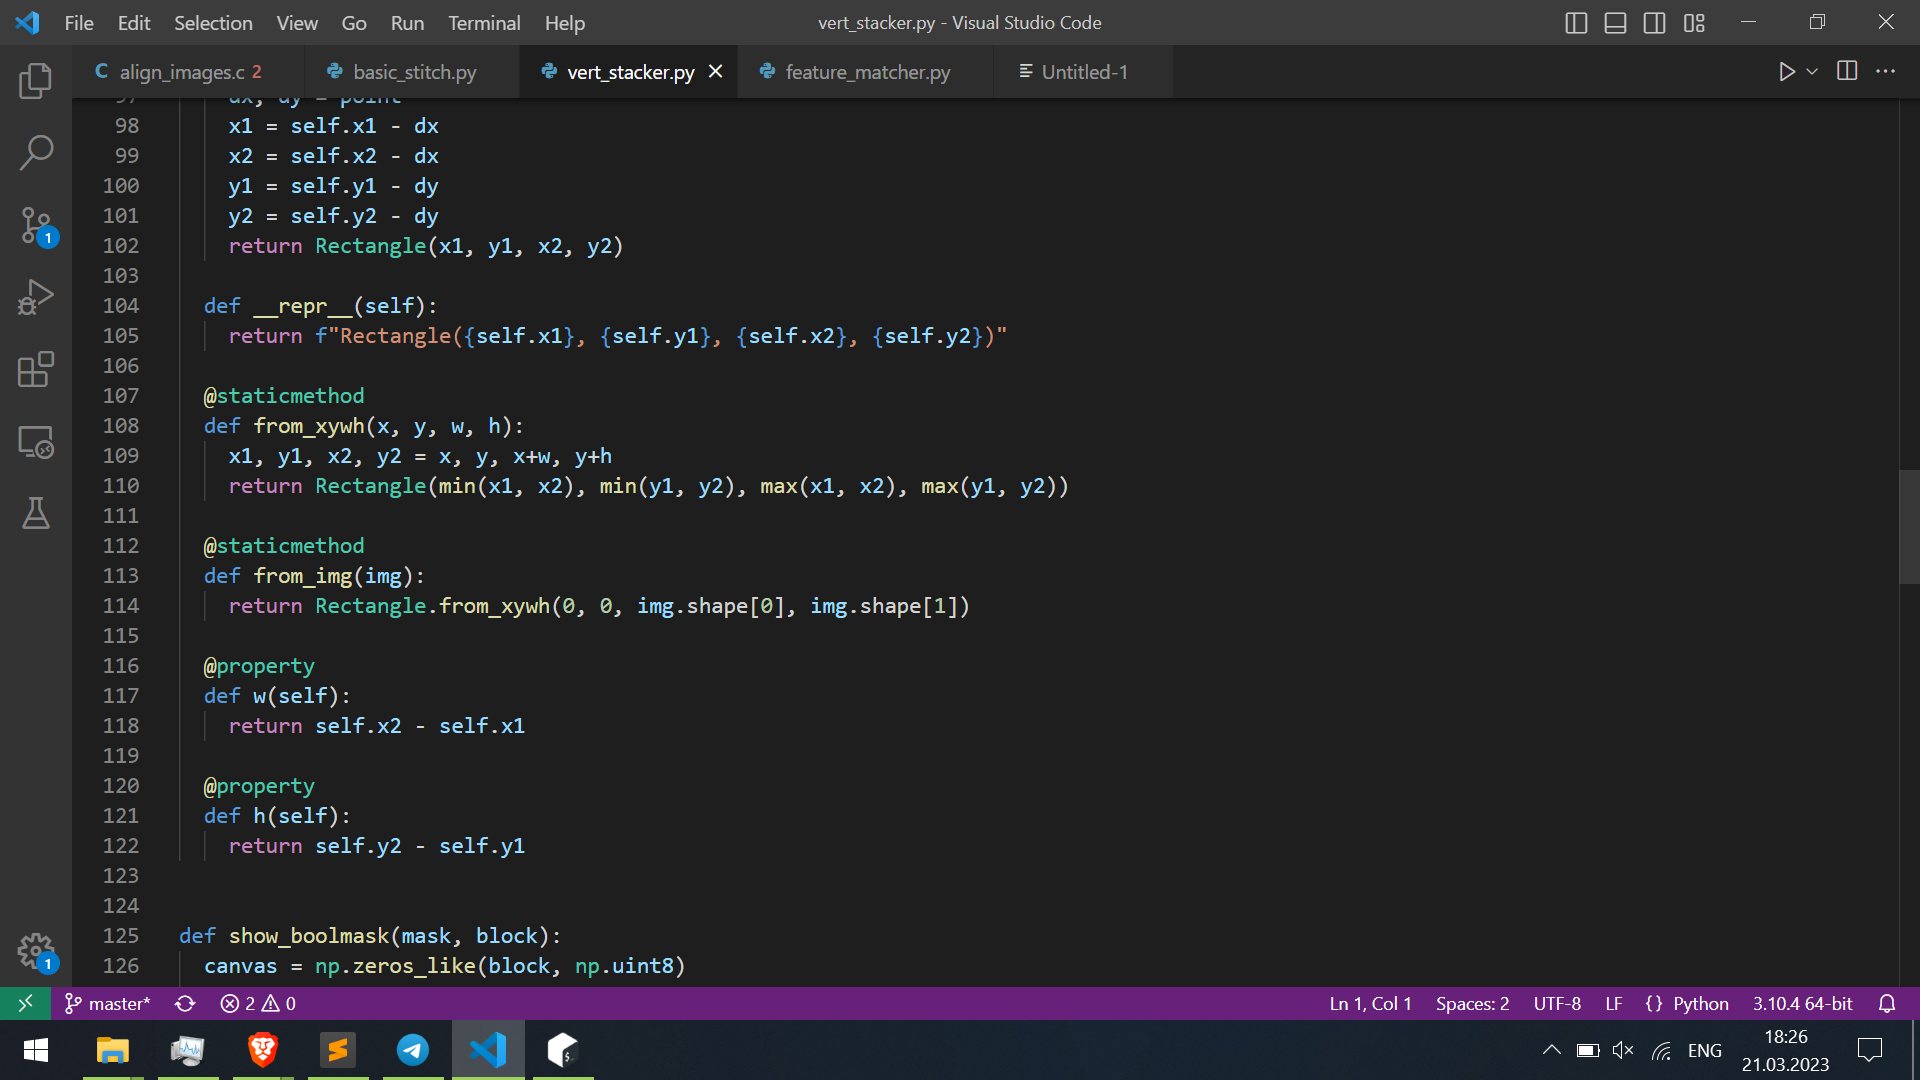 File Edit Selection View Go Run Terminal Help vert_stacker.py - Visual Studio Code
align_images.c 2 basic_stitch.py vert_stacker.py feature_matcher.py Untitled-1
97 dx, dy = point
98 x1 = self.x1 - dx
99 x2 = self.x2 - dx
100 y1 = self.y1 - dy
101 y2 = self.y2 - dy
102 return Rectangle(x1, y1, x2, y2)
103
104 def __repr__(self):
105 return f"Rectangle({self.x1}, {self.y1}, {self.x2}, {self.y2})"
106
107 @staticmethod
108 def from_xywh(x, y, w, h):
109 x1, y1, x2, y2 = x, y, x+w, y+h
110 return Rectangle(min(x1, x2), min(y1, y2), max(x1, x2), max(y1, y2))
111
112 @staticmethod
113 def from_img(img):
114 return Rectangle.from_xywh(0, 0, img.shape[0], img.shape[1])
115
116 @property
117 def w(self):
118 return self.x2 - self.x1
119
120 @property
121 def h(self):
122 return self.y2 - self.y1
123
124
125 def show_boolmask(mask, block):
126 canvas = np.zeros_like(block, np.uint8)
1
1
master* 2 0 Ln 1, Col 1 Spaces: 2 UTF-8 LF {} Python 3.10.4 64-bit
ENG 18:26
21.03.2023